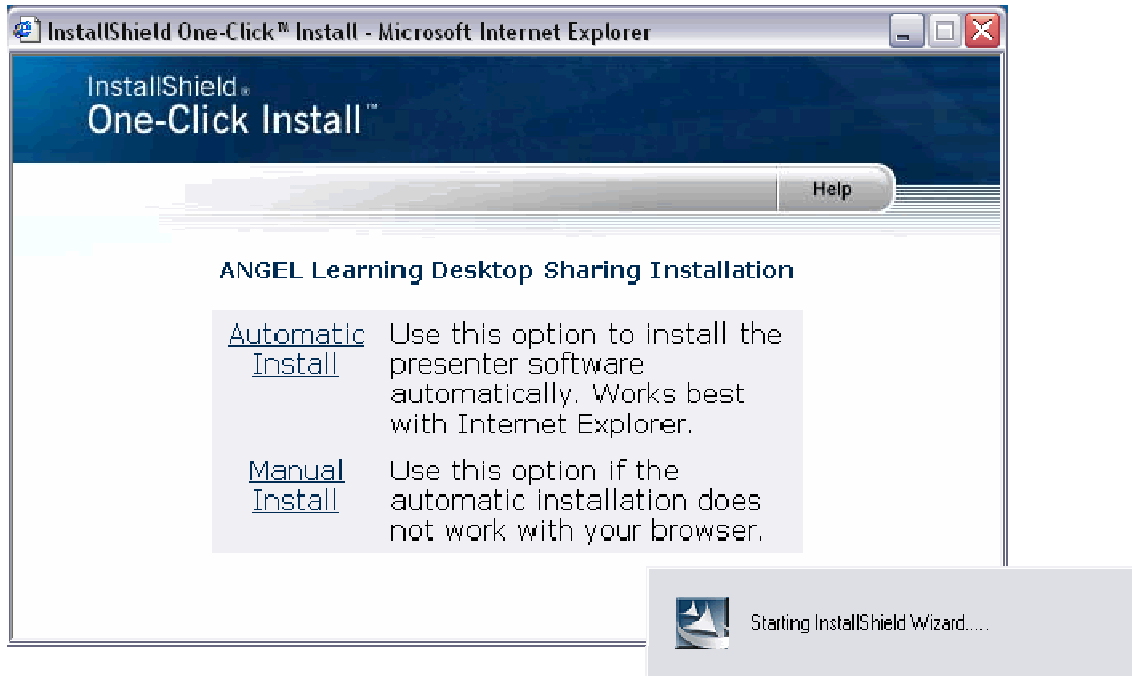 InstallShield One-Click™ Install - Microsoft Internet Explorer
InstallShield®
One-Click Install™
Help
ANGEL Learning Desktop Sharing Installation
Automatic
Install
Use this option to install the
presenter software
automatically. Works best
with Internet Explorer.
Manual
Install
Use this option if the
automatic installation does
not work with your browser.
Starting InstallShield Wizard.....